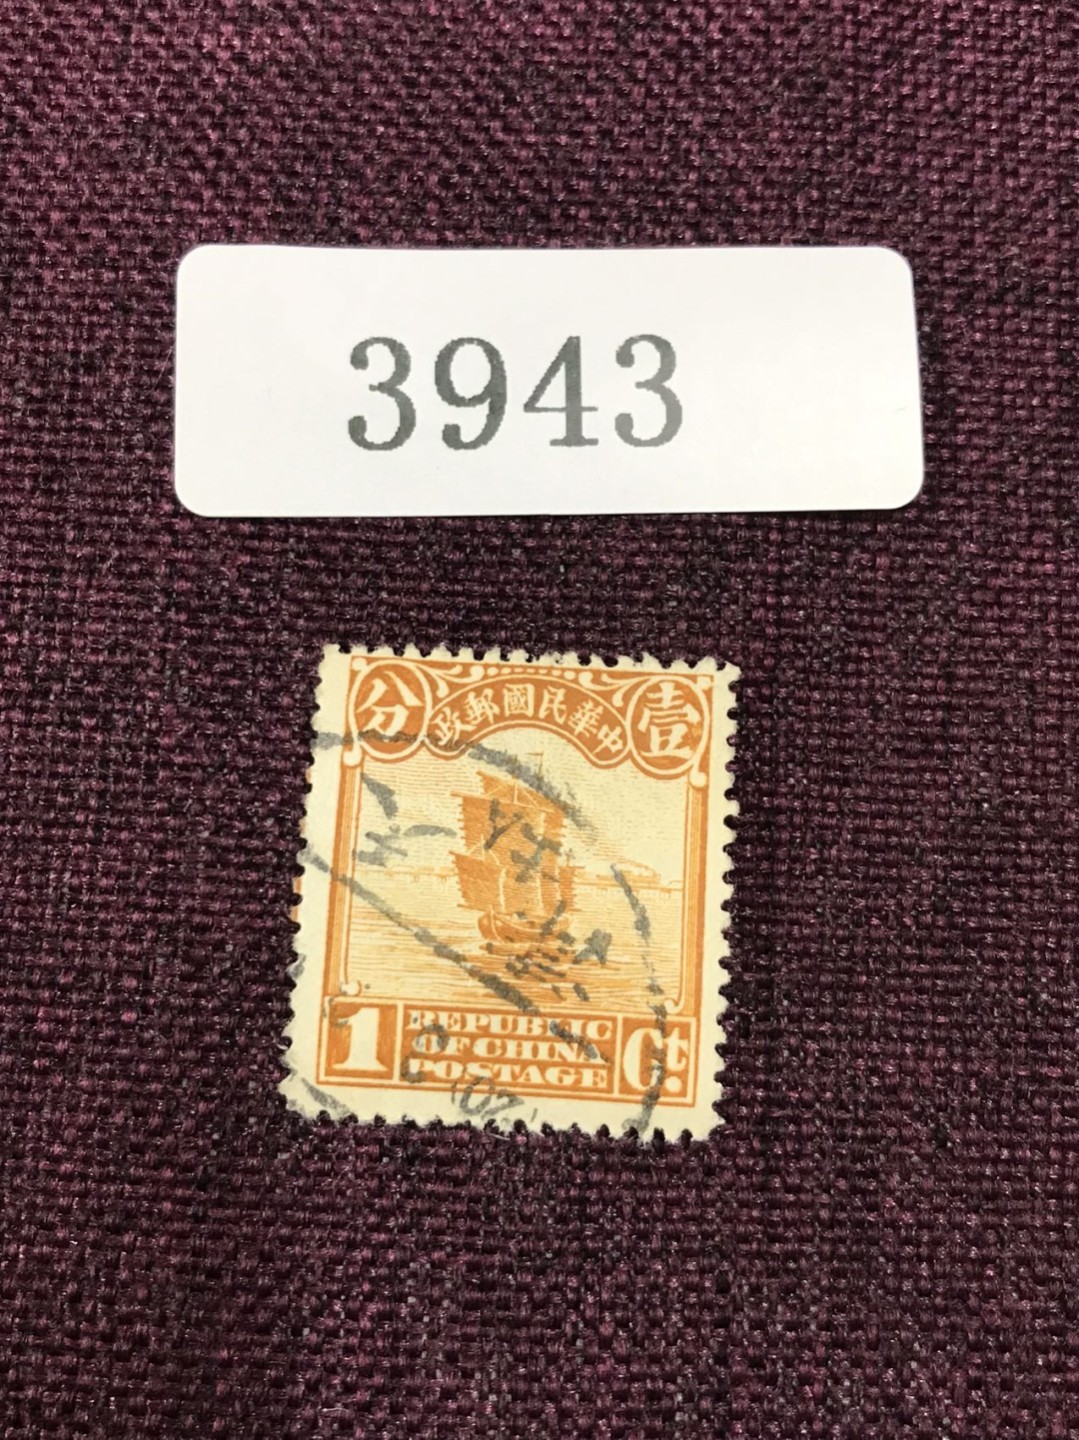 3943
分 中華民國郵政 壹
1 REPUBLIC OF CHINA POSTAGE Ct.